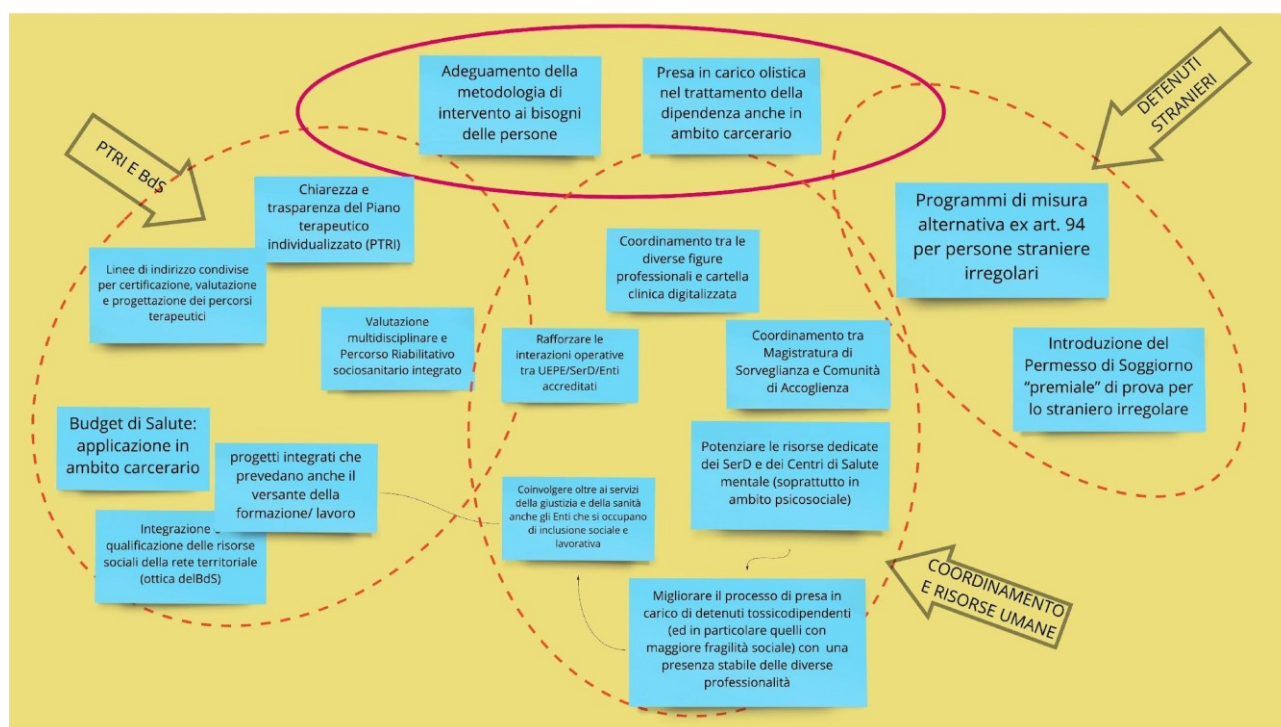 Adeguamento della
metodologia di
intervento ai bisogni
delle persone
Presa in carico olistica
nel trattamento della
dipendenza anche in
ambito carcerario
DETENUTI
STRANIERI
PTRI E BdS
Chiarezza e
trasparenza del Piano
terapeutico
individualizzato (PTRI)
Linee di indirizzo condivise
per certificazione, valutazione
e progettazione dei percorsi
terapeutici
Valutazione
multidisciplinare e
Percorso Riabilitativo
sociosanitario integrato
Budget di Salute:
applicazione in
ambito carcerario
progetti integrati che
prevedano anche il
versante della
formazione/ lavoro
Integrazione
qualificazione delle risorse
sociali della rete territoriale
(ottica delBdS)
Coordinamento tra le
diverse figure
professionali e cartella
clinica digitalizzata
Rafforzare le
interazioni operative
tra UEPE/SerD/Enti
accreditati
Coordinamento tra
Magistratura di
Sorveglianza e Comunità
di Accoglienza
Potenziare le risorse dedicate
dei SerD e dei Centri di Salute
mentale (soprattutto in
ambito psicosociale)
Coinvolgere oltre ai servizi
della giustizia e della sanità
anche gli Enti che si occupano
di inclusione sociale e
lavorativa
Migliorare il processo di presa in
carico di detenuti tossicodipendenti
(ed in particolare quelli con
maggiore fragilità sociale) con una
presenza stabile delle diverse
professionalità
COORDINAMENTO
E RISORSE UMANE
Programmi di misura
alternativa ex art. 94
per persone straniere
irregolari
Introduzione del
Permesso di Soggiorno
“premiale” di prova per
lo straniero irregolare